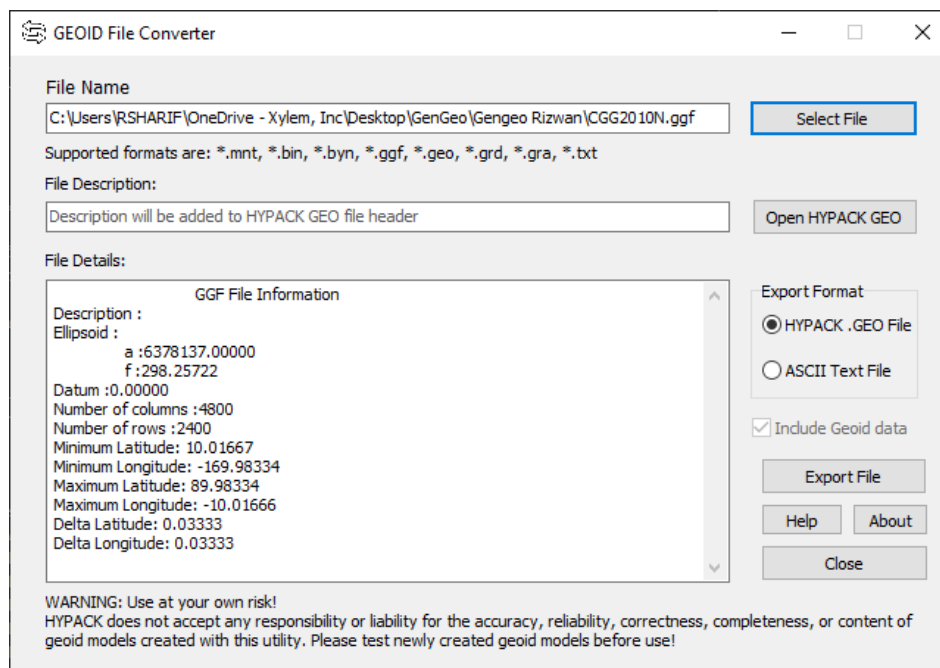 GEOID File Converter
File Name
C:\Users\RSHARIF\OneDrive - Xylem, Inc\Desktop\GenGeo\Gengeo Rizwan\CGG2010N.ggf
Select File
Supported formats are: *.mnt, *.bin, *.byn, *.ggf, *.geo, *.grd, *.gra, *.txt
File Description:
Description will be added to HYPACK GEO file header
Open HYPACK GEO
File Details:
GGF File Information
Description :
Ellipsoid :
a :6378137.00000
f :298.25722
Datum :0.00000
Number of columns :4800
Number of rows :2400
Minimum Latitude: 10.01667
Minimum Longitude: -169.98334
Maximum Latitude: 89.98334
Maximum Longitude: -10.01666
Delta Latitude: 0.03333
Delta Longitude: 0.03333
Export Format
HYPACK .GEO File
ASCII Text File
Include Geoid data
Export File
Help
About
Close
WARNING: Use at your own risk!
HYPACK does not accept any responsibility or liability for the accuracy, reliability, correctness, completeness, or content of
geoid models created with this utility. Please test newly created geoid models before use!